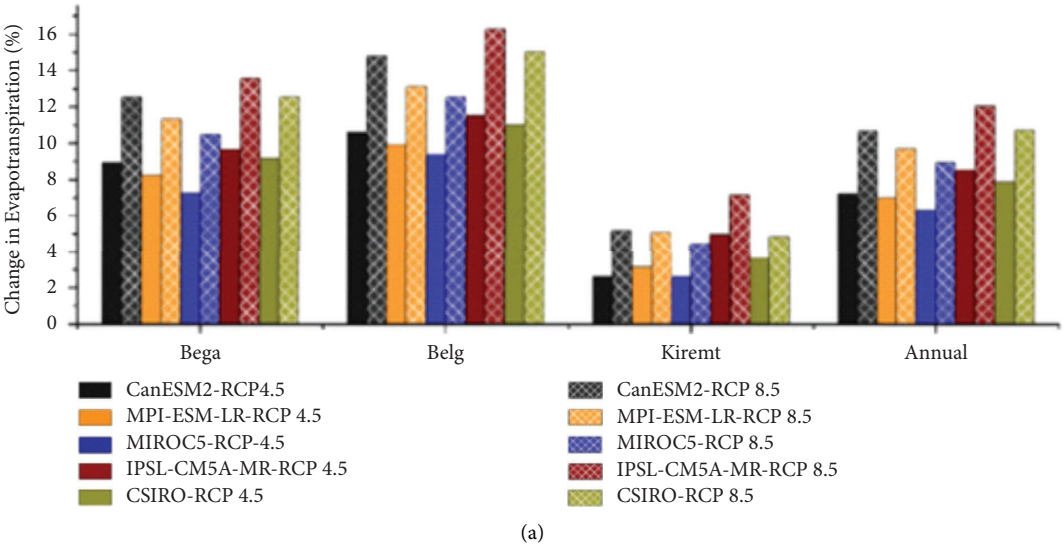 Change in Evapotranspiration (%)
16
14
12
10
8
6
4
2
0
Bega Belg Kiremt Annual
CanESM2-RCP4.5 CanESM2-RCP 8.5
MPI-ESM-LR-RCP 4.5 MPI-ESM-LR-RCP 8.5
MIROC5-RCP-4.5 MIROC5-RCP 8.5
IPSL-CM5A-MR-RCP 4.5 IPSL-CM5A-MR-RCP 8.5
CSIRO-RCP 4.5 CSIRO-RCP 8.5
(a)